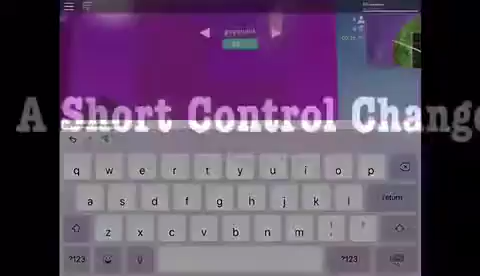 A Short Control Change
q w e r t y u i o p
a s d f g h j k l return
z x c v b n m ! ?
.?123 .?123